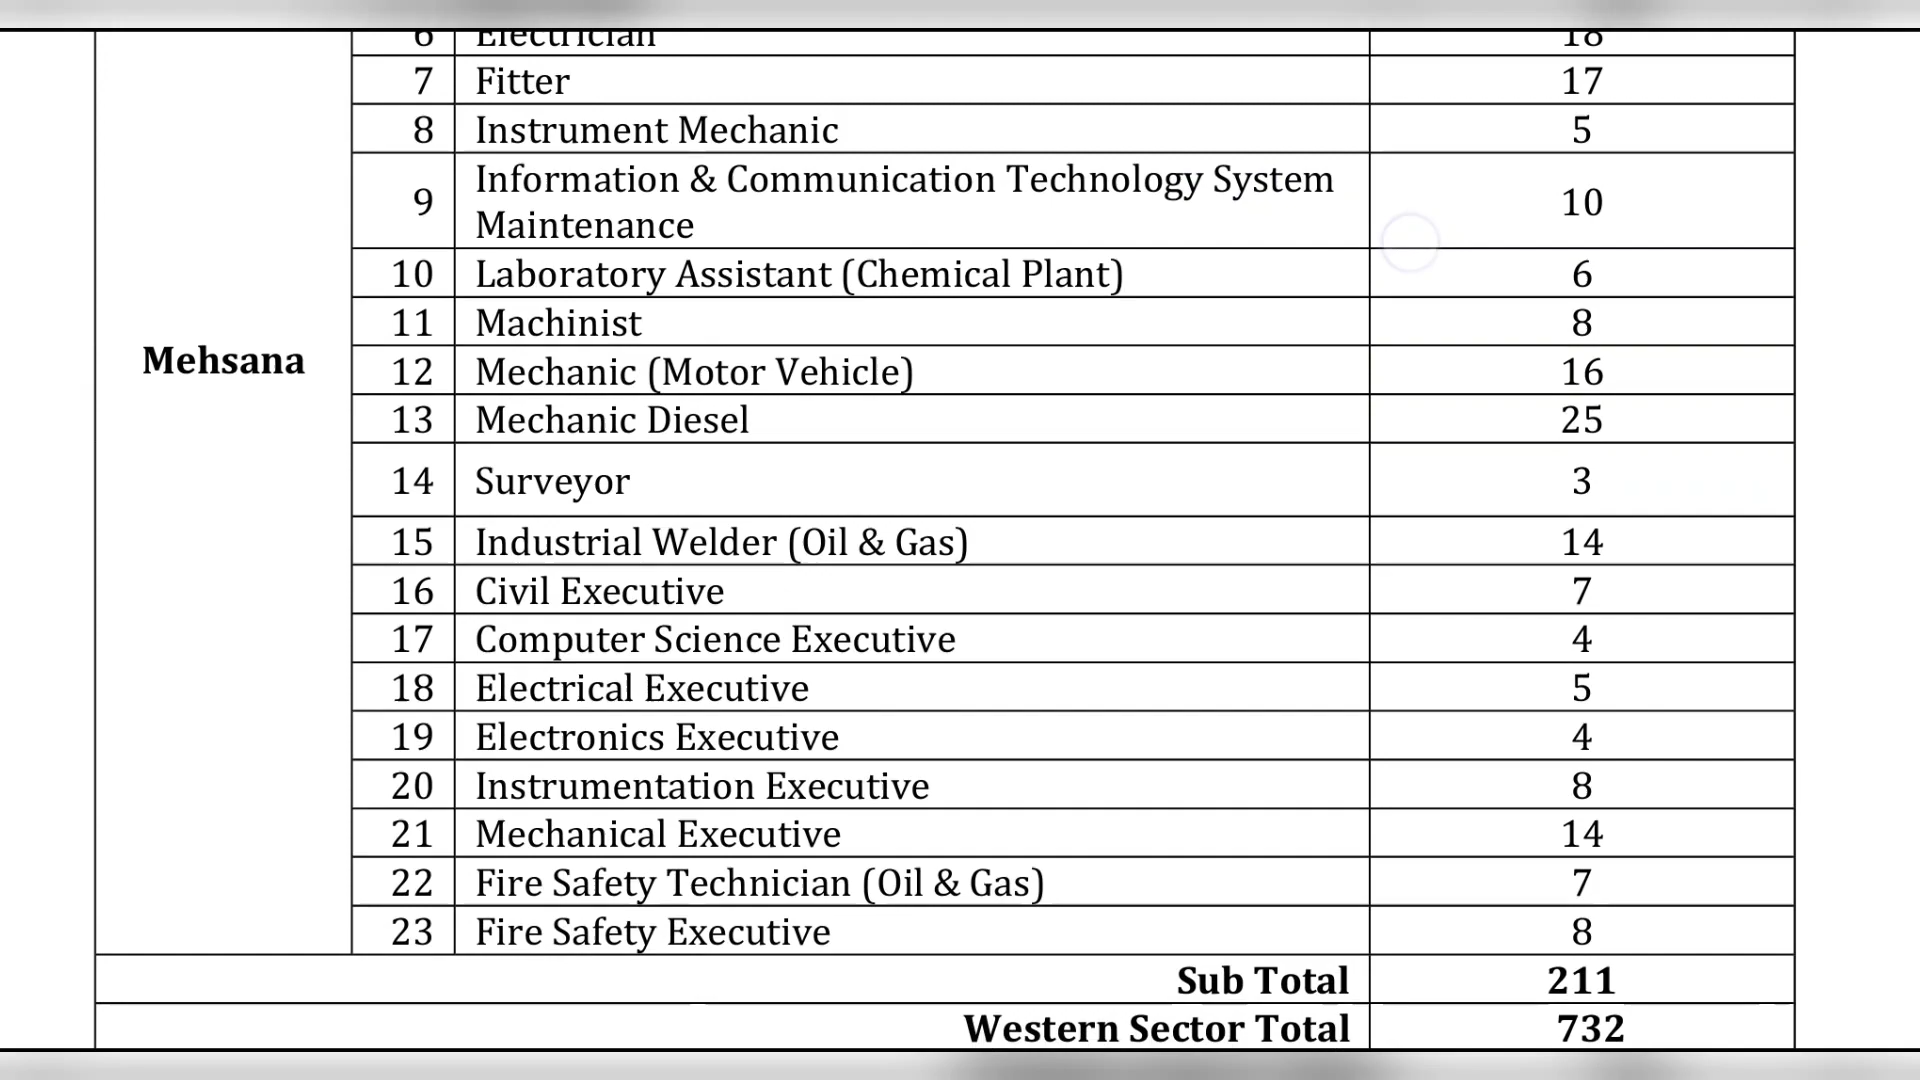 6 Electrician 18
7 Fitter 17
8 Instrument Mechanic 5
9 Information & Communication Technology System
Maintenance 10
10 Laboratory Assistant (Chemical Plant) 6
11 Machinist 8
Mehsana
12 Mechanic (Motor Vehicle) 16
13 Mechanic Diesel 25
14 Surveyor 3
15 Industrial Welder (Oil & Gas) 14
16 Civil Executive 7
17 Computer Science Executive 4
18 Electrical Executive 5
19 Electronics Executive 4
20 Instrumentation Executive 8
21 Mechanical Executive 14
22 Fire Safety Technician (Oil & Gas) 7
23 Fire Safety Executive 8
Sub Total 211
Western Sector Total 732